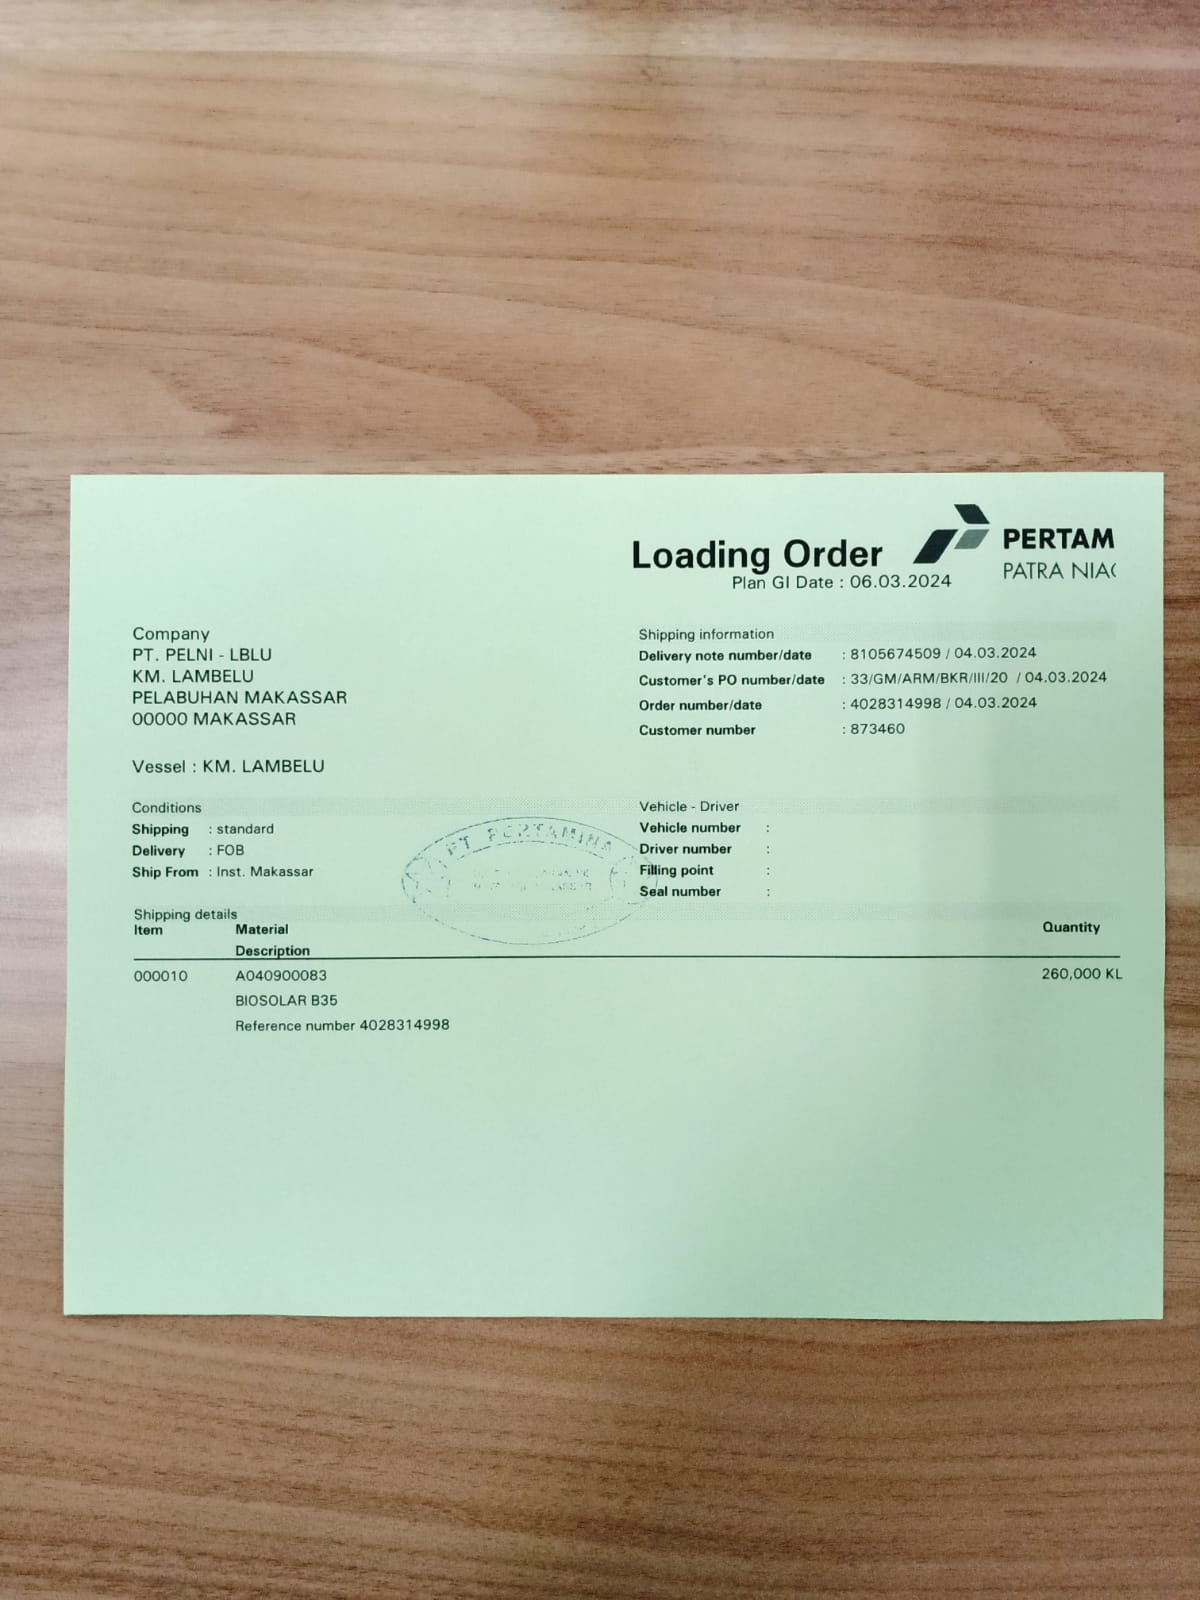 Loading Order
PERTAM
PATRA NIA
Plan GI Date : 06.03.2024
Company
PT. PELNI - LBLU
KM. LAMBELU
PELABUHAN MAKASSAR
00000 MAKASSAR
Vessel : KM. LAMBELU
Shipping information
Delivery note number/date : 8105674509 / 04.03.2024
Customer's PO number/date : 33/GM/ARM/BKR/III/20 / 04.03.2024
Order number/date : 4028314998 / 04.03.2024
Customer number : 873460
Conditions
Shipping : standard
Delivery : FOB
Ship From : Inst. Makassar
PT. PERTAMINA
Vehicle - Driver
Vehicle number :
Driver number :
Filling point :
Seal number :
Shipping details
Item Material Quantity
Description
000010 A040900083 260,000 KL
BIOSOLAR B35
Reference number 4028314998